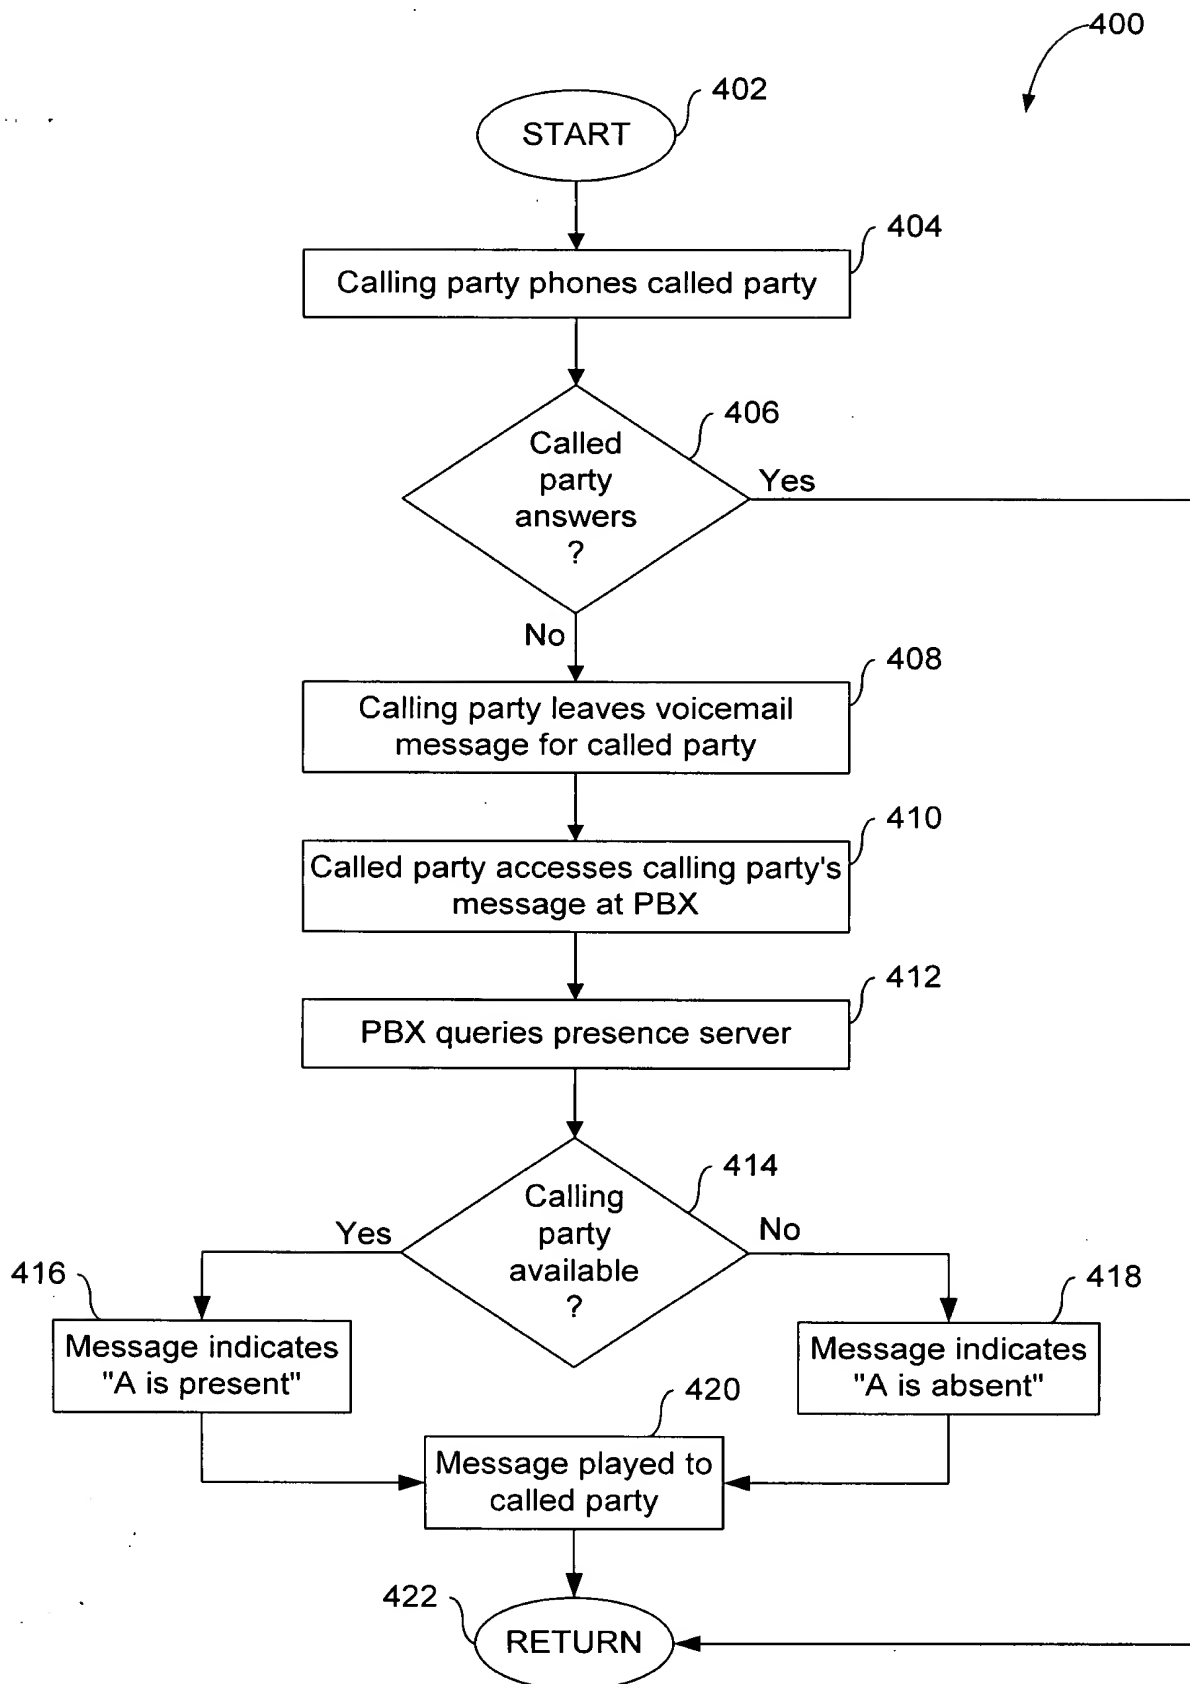 400
402
START
404
Calling party phones called party
406
Called
party
answers
?
Yes
No
408
Calling party leaves voicemail
message for called party
410
Called party accesses calling party's
message at PBX
412
PBX queries presence server
414
Calling
party
available
?
Yes
No
416
Message indicates
"A is present"
418
Message indicates
"A is absent"
420
Message played to
called party
422
RETURN